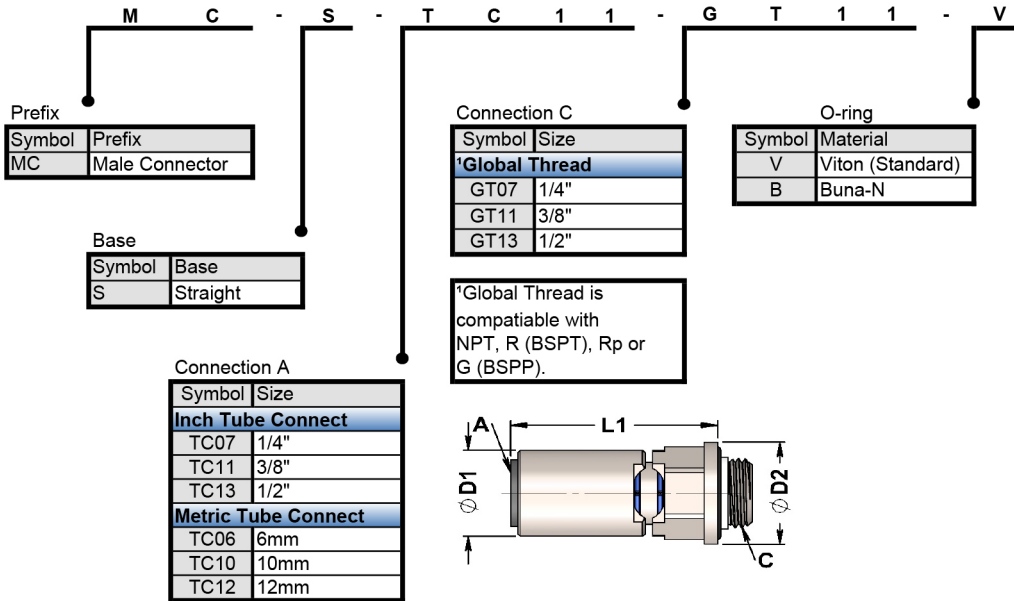 M C - S - T C 1 1 - G T 1 1 - V
Prefix
Symbol Prefix
MC Male Connector
Base
Symbol Base
S Straight
Connection A
Symbol Size
Inch Tube Connect
TC07 1/4"
TC11 3/8"
TC13 1/2"
Metric Tube Connect
TC06 6mm
TC10 10mm
TC12 12mm
Connection C
Symbol Size
¹Global Thread
GT07 1/4"
GT11 3/8"
GT13 1/2"
¹Global Thread is
compatiable with
NPT, R (BSPT), Rp or
G (BSPP).
O-ring
Symbol Material
V Viton (Standard)
B Buna-N
A
L1
∅ D1
∅ D2
C